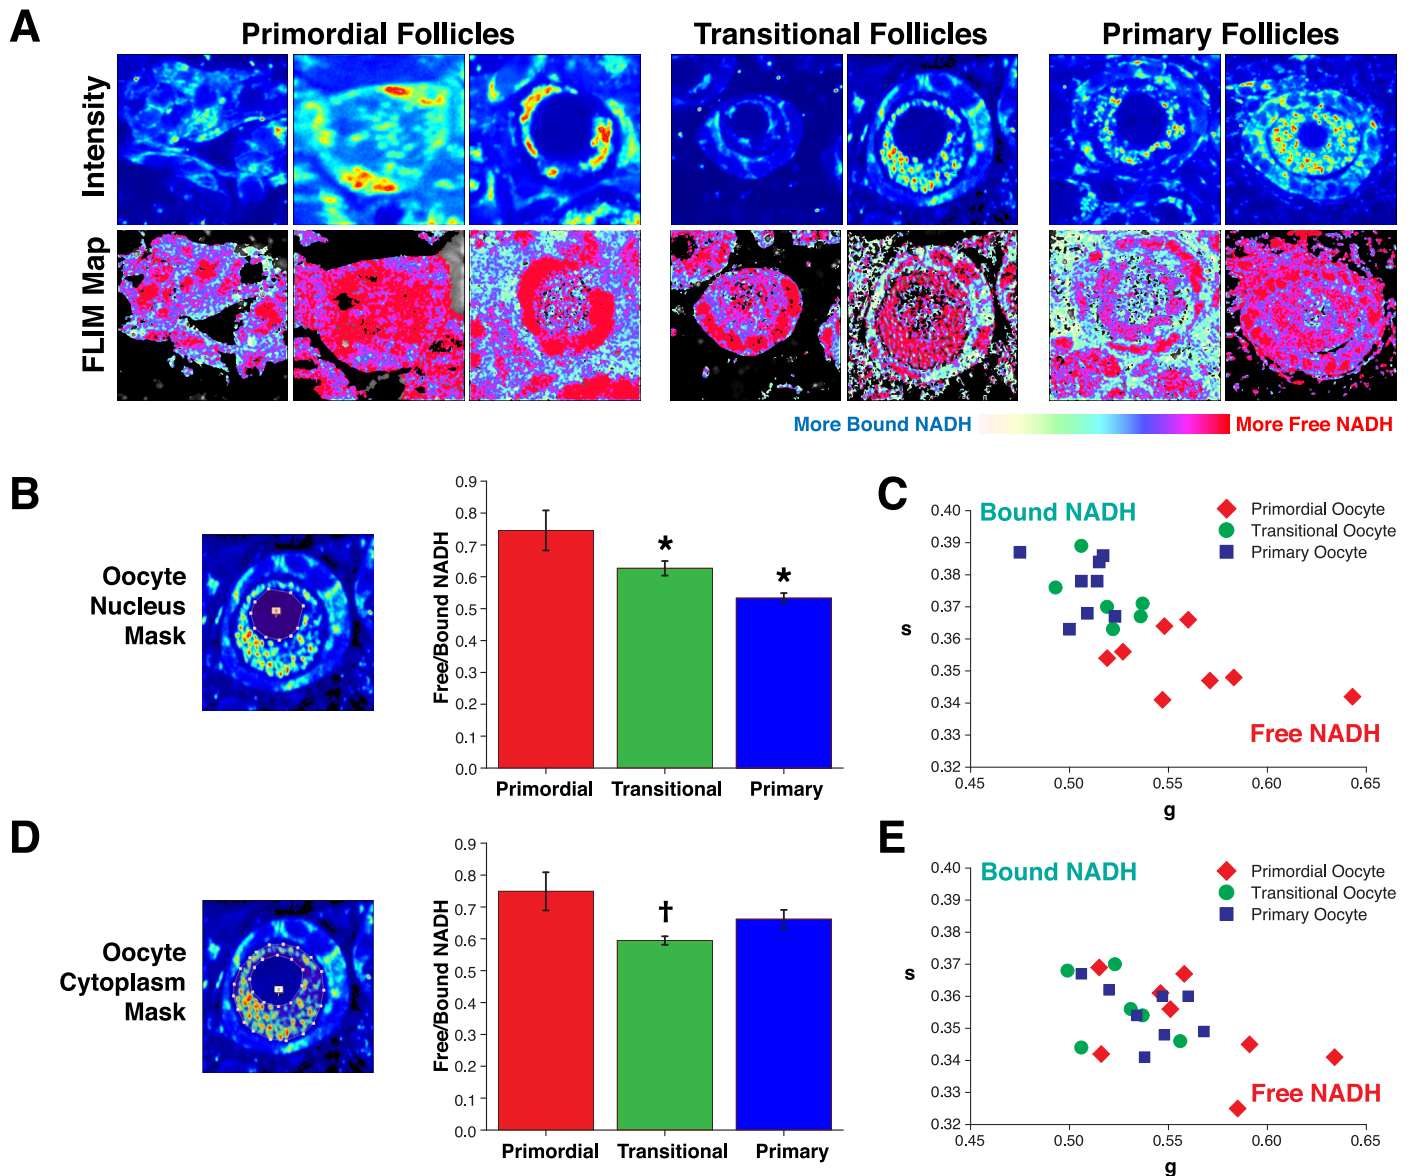 A
Primordial Follicles
Transitional Follicles
Primary Follicles
Intensity
FLIM Map
More Bound NADH
More Free NADH
B
Oocyte
Nucleus
Mask
Free/Bound NADH
0.9
0.8
0.7
0.6
0.5
0.4
0.3
0.2
0.1
0.0
*
*
Primordial
Transitional
Primary
C
Bound NADH
Primordial Oocyte
Transitional Oocyte
Primary Oocyte
s
0.40
0.39
0.38
0.37
0.36
0.35
0.34
0.33
0.32
Free NADH
0.45
0.50
0.55
0.60
0.65
g
D
Oocyte
Cytoplasm
Mask
Free/Bound NADH
0.9
0.8
0.7
0.6
0.5
0.4
0.3
0.2
0.1
0.0
†
Primordial
Transitional
Primary
E
Bound NADH
Primordial Oocyte
Transitional Oocyte
Primary Oocyte
s
0.40
0.39
0.38
0.37
0.36
0.35
0.34
0.33
0.32
Free NADH
0.45
0.50
0.55
0.60
0.65
g